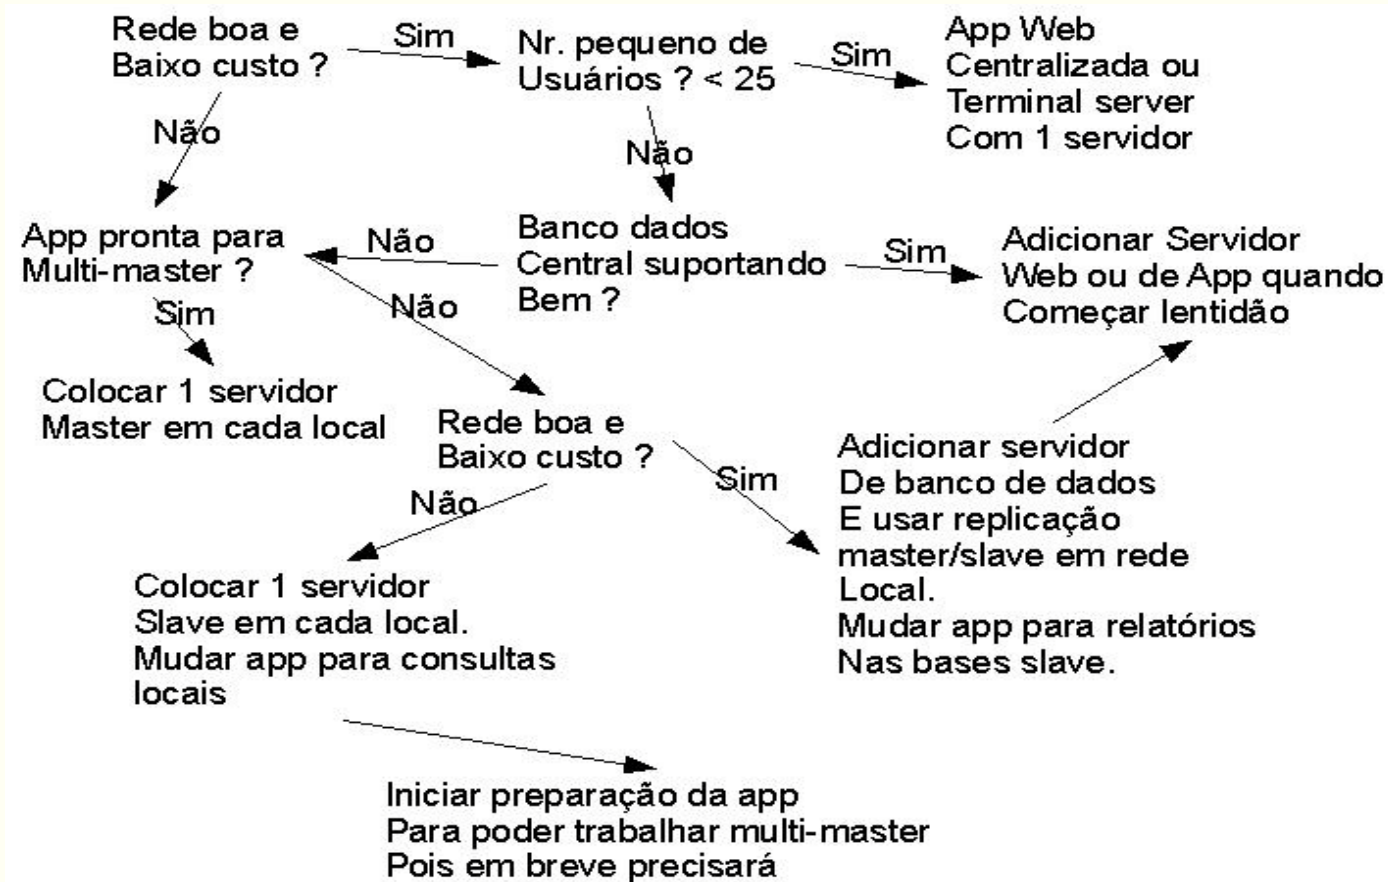 Rede boa e
Baixo custo ?
Sim
Nr. pequeno de
Usuários ? < 25
Sim
App Web
Centralizada ou
Terminal server
Com 1 servidor
Não
Não
App pronta para
Multi-master ?
Não
Banco dados
Central suportando
Bem ?
Sim
Adicionar Servidor
Web ou de App quando
Começar lentidão
Sim
Não
Colocar 1 servidor
Master em cada local
Rede boa e
Baixo custo ?
Sim
Não
Adicionar servidor
De banco de dados
E usar replicação
master/slave em rede
Local.
Mudar app para relatórios
Nas bases slave.
Colocar 1 servidor
Slave em cada local.
Mudar app para consultas
locais
Iniciar preparação da app
Para poder trabalhar multi-master
Pois em breve precisará